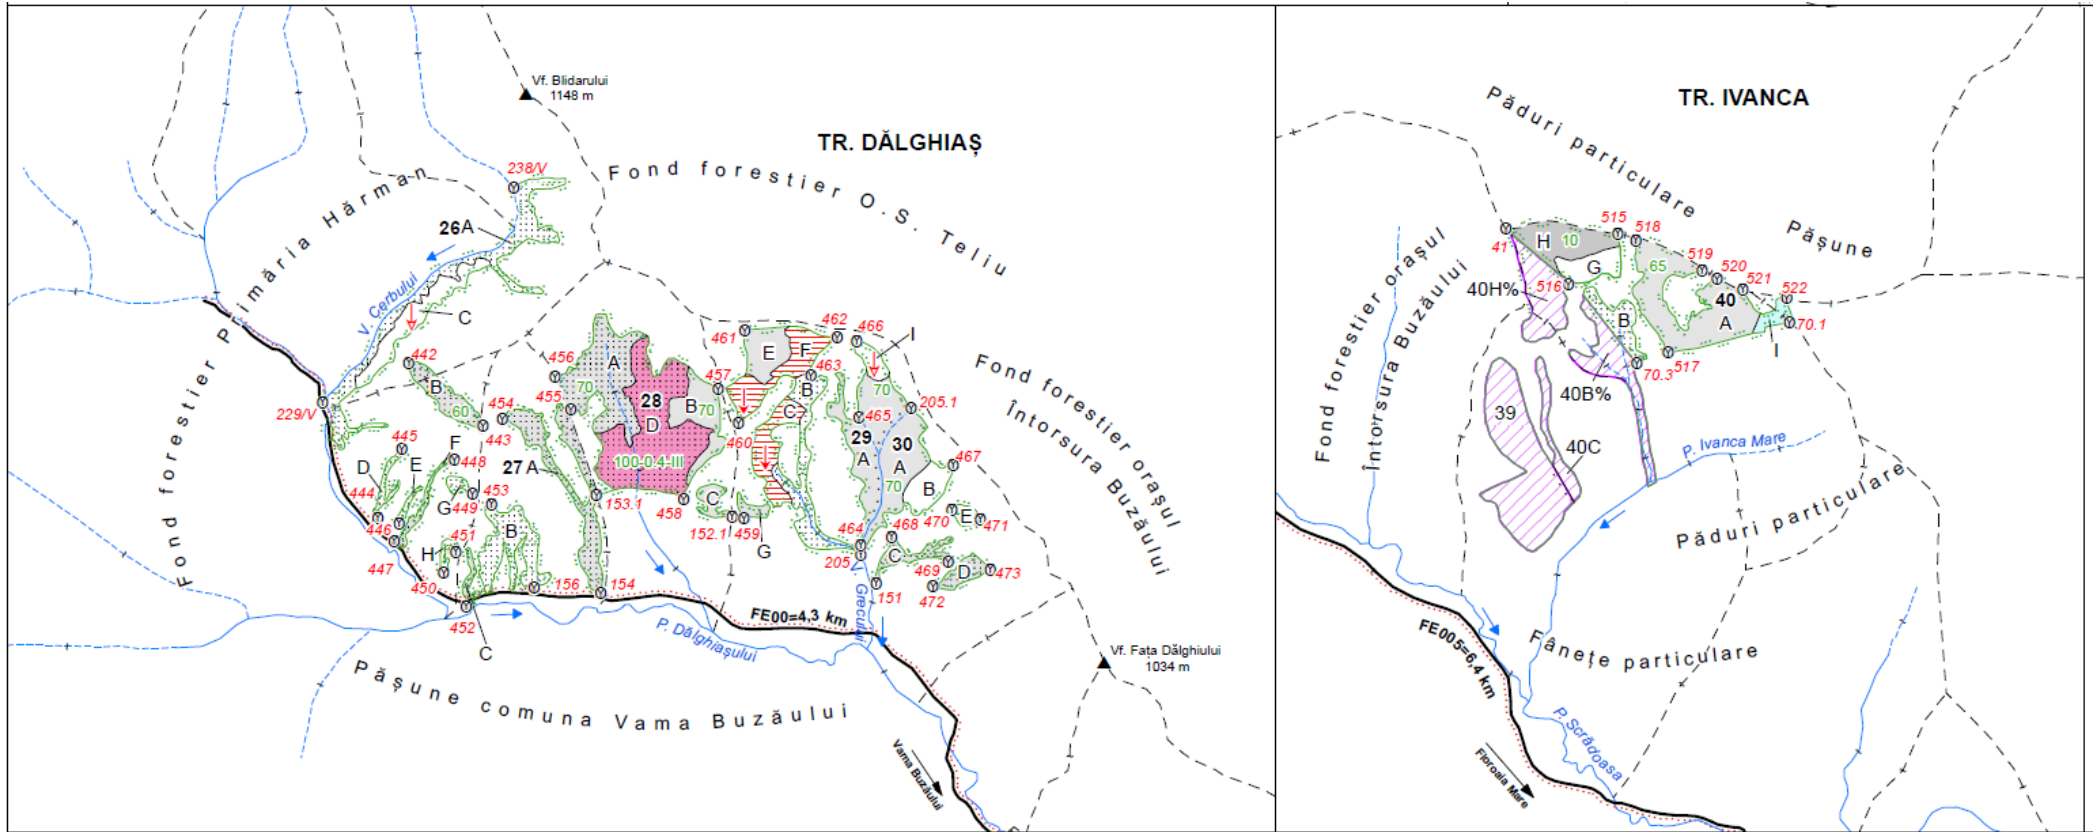 Vf. Blidarului
1148 m
TR. DĂLGHIAȘ
Fond forestier O.S. Teliu
Fond forestier Primăria Hărman
238/V
26A
V. Cerbului
C
442
B
60
443
229/V
445
F
448
D
E
444
G
449
446
447
H
451
450
452
C
453
B
454
27A
456
455
A
70
28
D
100-0.4-III
B
70
457
153.1
458
C
152.1
459
G
156
154
461
E
F
462
463
B
C
460
466
I
70
465
205.1
29
A
30
A
70
467
B
470
E
471
464
205
468
C
469
D
473
472
151
V. Grecului
FE00=4,3 km
P. Dălghiașului
Pășune comuna Vama Buzăului
Vama Buzăului
Vf. Fața Dălghiului
1034 m
Fond forestier orașul
Întorsura Buzăului
TR. IVANCA
Păduri particulare
Pășune
Fond forestier orașul
Întorsura Buzăului
41
H
10
515
518
G
516
65
519
520
521
522
40
A
70.1
I
B
517
70.3
40H%
40B%
39
40C
P. Ivanca Mare
Păduri particulare
Fânețe particulare
FE005=6,4 km
P. Scrădoasa
Floroaia Mare